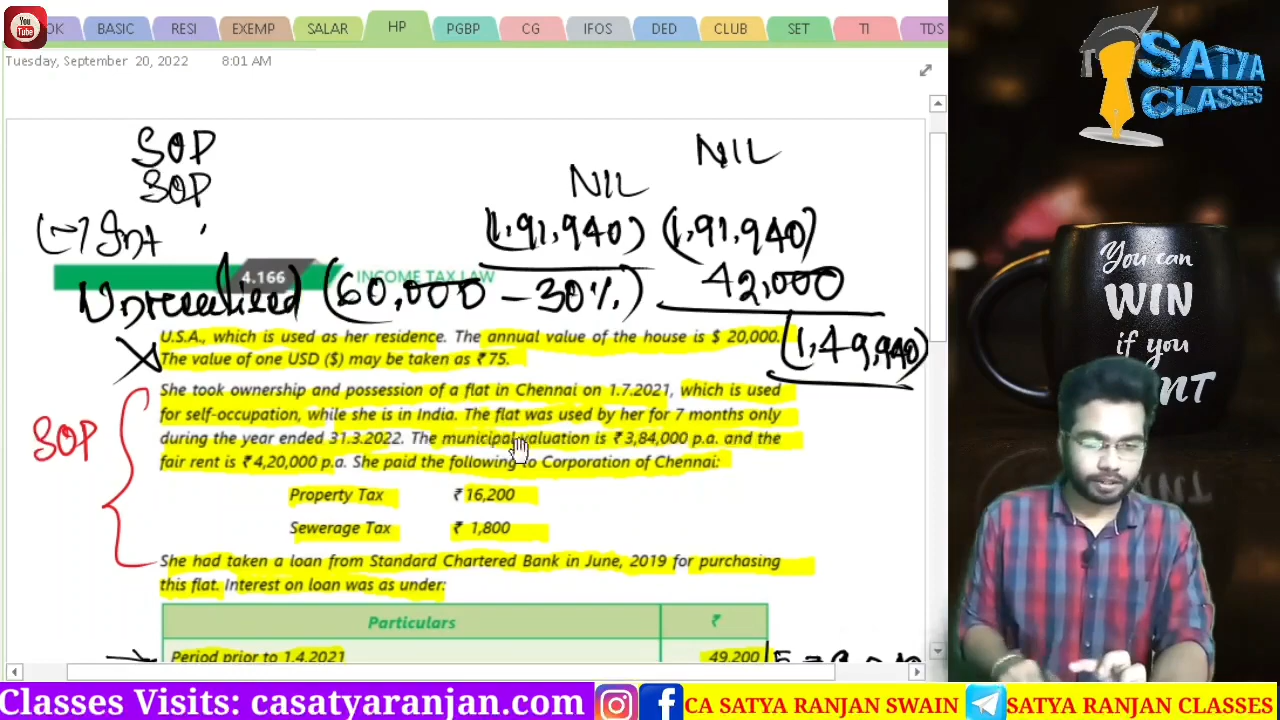 You
Tube
OK BASIC RESI EXEMP SALAR HP PGBP CG IFOS DED CLUB SET TI TDS
Tuesday, September 20, 2022 8:01 AM
SATYA
CLASSES
SOP NIL
SOP NIL
(-) Int (1,91,940) (1,91,940)
4.166 INCOME TAX LAW
(60,000 - 30%) 42,000
(1,49,940)
U.S.A., which is used as her residence. The annual value of the house is $ 20,000.
The value of one USD ($) may be taken as ₹ 75.
She took ownership and possession of a flat in Chennai on 1.7.2021, which is used
for self-occupation, while she is in India. The flat was used by her for 7 months only
during the year ended 31.3.2022. The municipal valuation is ₹ 3,84,000 p.a. and the
fair rent is ₹ 4,20,000 p.a. She paid the following to Corporation of Chennai:
SOP
Property Tax ₹ 16,200
Sewerage Tax ₹ 1,800
She had taken a loan from Standard Chartered Bank in June, 2019 for purchasing
this flat. Interest on loan was as under:
Particulars ₹
Period prior to 1.4.2021 49,200
You can
WIN
if you
Classes Visits: casatyaranjan.com CA SATYA RANJAN SWAIN SATYA RANJAN CLASSES